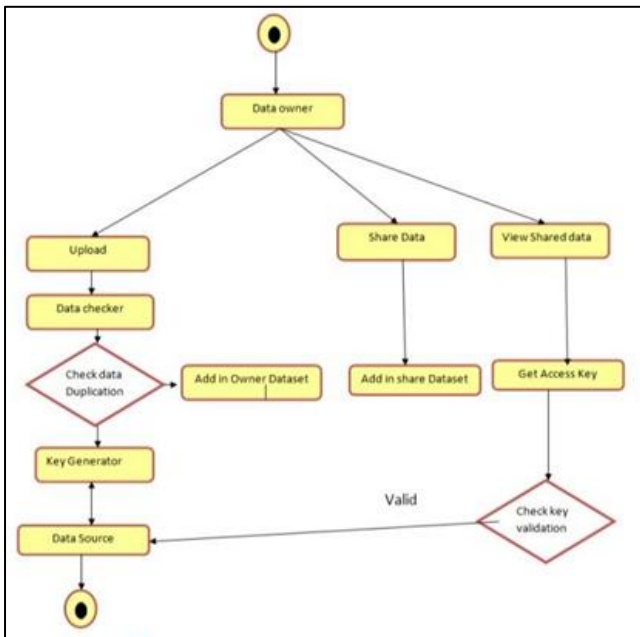 Data owner
Upload
Share Data
View Shared data
Data checker
Check data
Duplication
Add in Owner Dataset
Add in share Dataset
Get Access Key
Key Generator
Valid
Check key
validation
Data Source